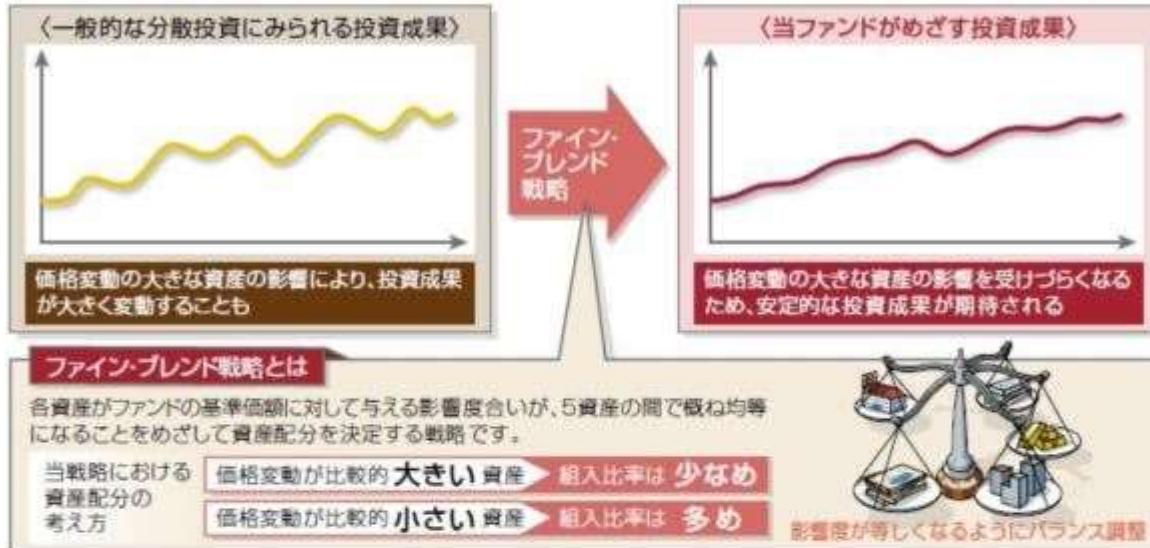 〈一般的な分散投資にみられる投資成果〉
価格変動の大きな資産の影響により、投資成果
が大きく変動することも
ファイン・
ブレンド
戦略
〈当ファンドがめざす投資成果〉
価格変動の大きな資産の影響を受けづらくなる
ため、安定的な投資成果が期待される
ファイン・ブレンド戦略とは
各資産がファンドの基準価額に対して与える影響度合いが、5資産の間で概ね均等
になることをめざして資産配分を決定する戦略です。
当戦略における
資産配分の
考え方
価格変動が比較的 大きい 資産 組入比率は 少なめ
価格変動が比較的 小さい 資産 組入比率は 多め
影響度が等しくなるようにバランス調整